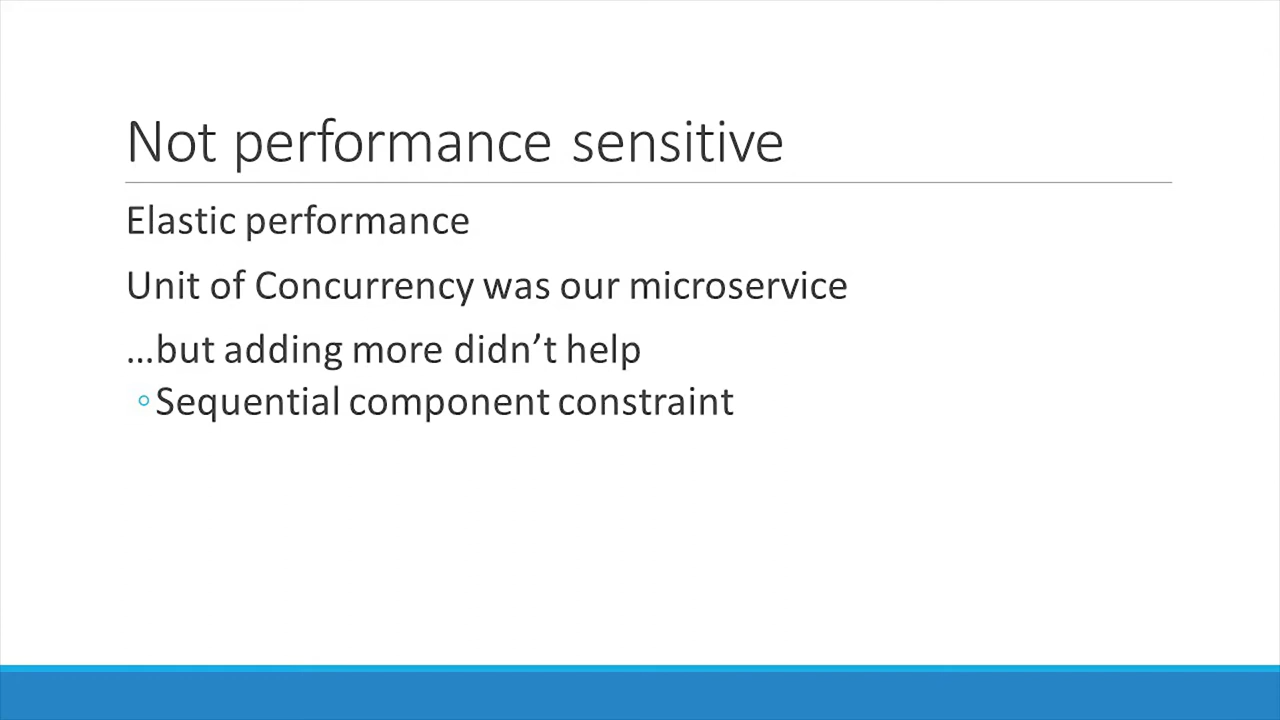 Not performance sensitive
Elastic performance
Unit of Concurrency was our microservice
…but adding more didn’t help
◦Sequential component constraint